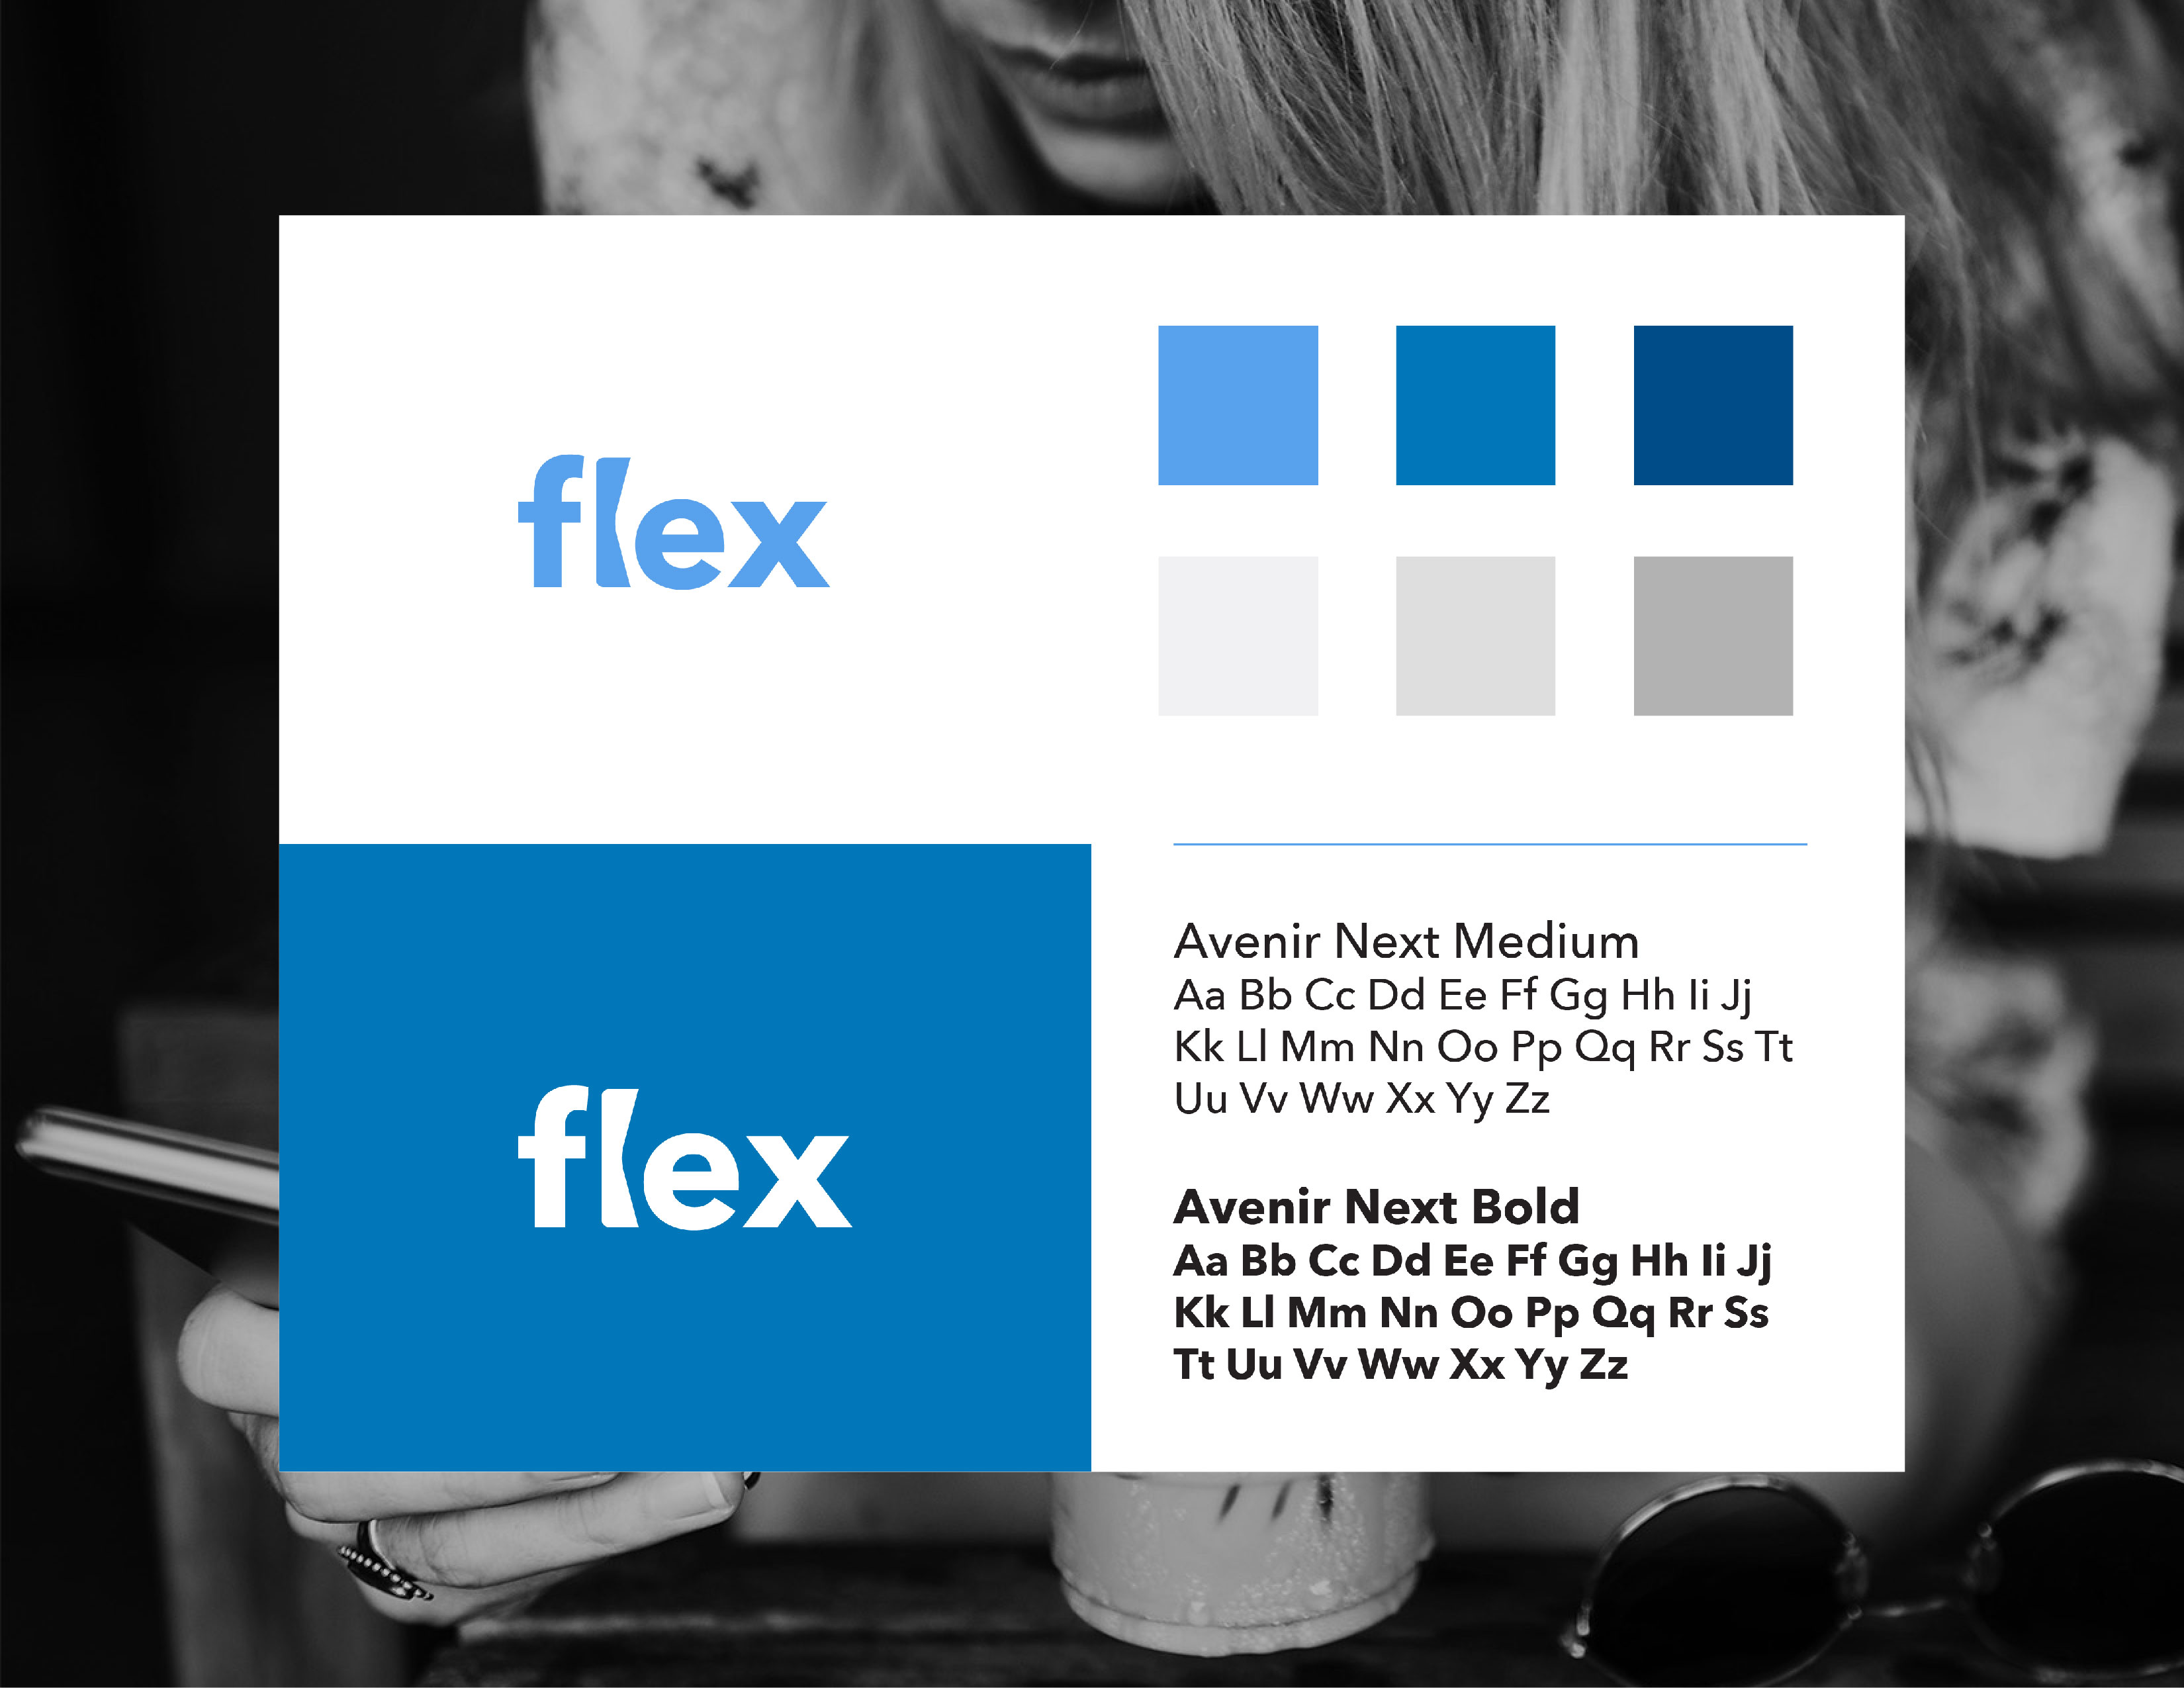 flex
flex
Avenir Next Medium
Aa Bb Cc Dd Ee Ff Gg Hh Ii Jj
Kk Ll Mm Nn Oo Pp Qq Rr Ss Tt
Uu Vv Ww Xx Yy Zz
Avenir Next Bold
Aa Bb Cc Dd Ee Ff Gg Hh Ii Jj
Kk Ll Mm Nn Oo Pp Qq Rr Ss
Tt Uu Vv Ww Xx Yy Zz